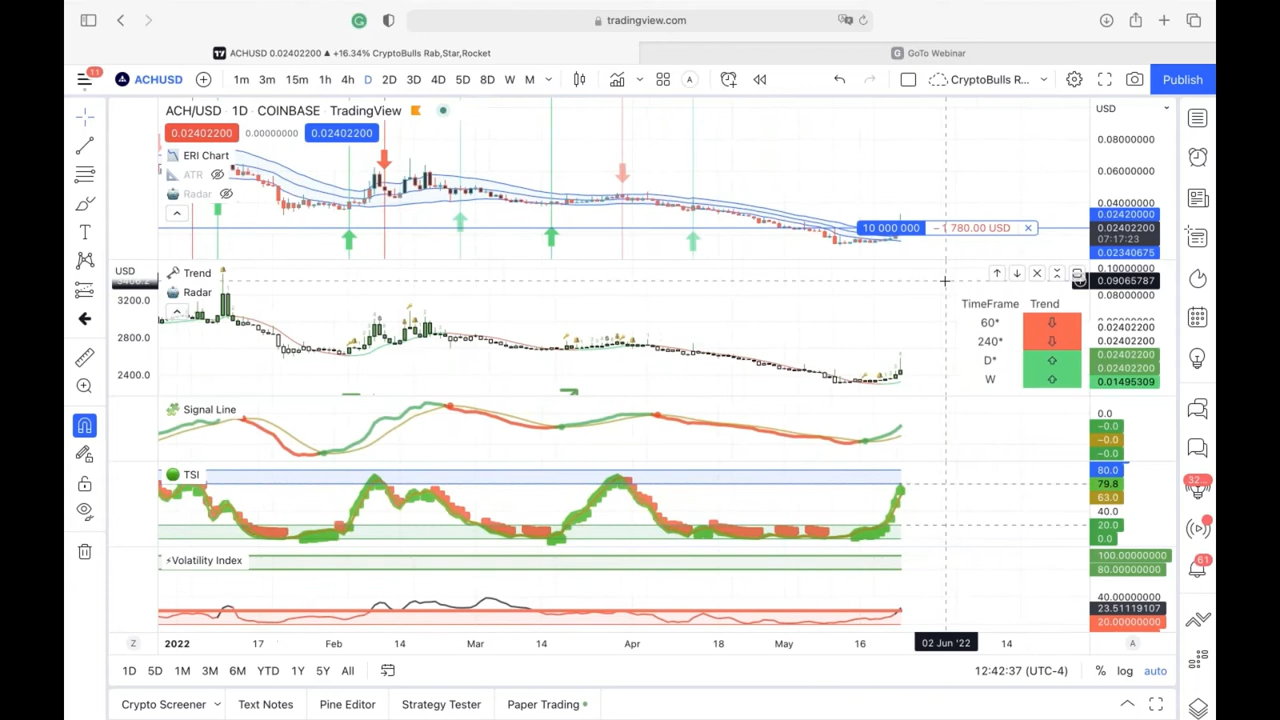 tradingview.com
ACHUSD 0.02402200 ▲ +16.34% CryptoBulls Rab,Star,Rocket
GoTo Webinar
11
ACHUSD
1m 3m 15m 1h 4h D 2D 3D 4D 5D 8D W M
A
CryptoBulls R...
Publish
ACH/USD · 1D · COINBASE · TradingView
USD
0.02402200 0.00000000 0.02402200
0.08000000
ERI Chart
0.06000000
ATR
Radar
0.04000000
0.02420000
10 000 000 −1 780.00 USD ×
0.02402200
07:17:23
0.02340675
USD
Trend
0.10000000
0.09065787
Radar
0.08000000
3200.0
TimeFrame Trend
60*
0.02402200
2800.0
240*
0.02402200
D*
0.02402200
0.02402200
2400.0
W
0.01495309
Signal Line
0.0
−0.0
−0.0
−0.0
TSI
80.0
79.8
63.0
40.0
20.0
0.0
⚡Volatility Index
100.00000000
80.00000000
40.00000000
23.51119107
20.00000000
Z 2022 17 Feb 14 Mar 14 Apr 18 May 16 02 Jun '22 14 A
1D 5D 1M 3M 6M YTD 1Y 5Y All
12:42:37 (UTC-4) % log auto
Crypto Screener Text Notes Pine Editor Strategy Tester Paper Trading
32...
61